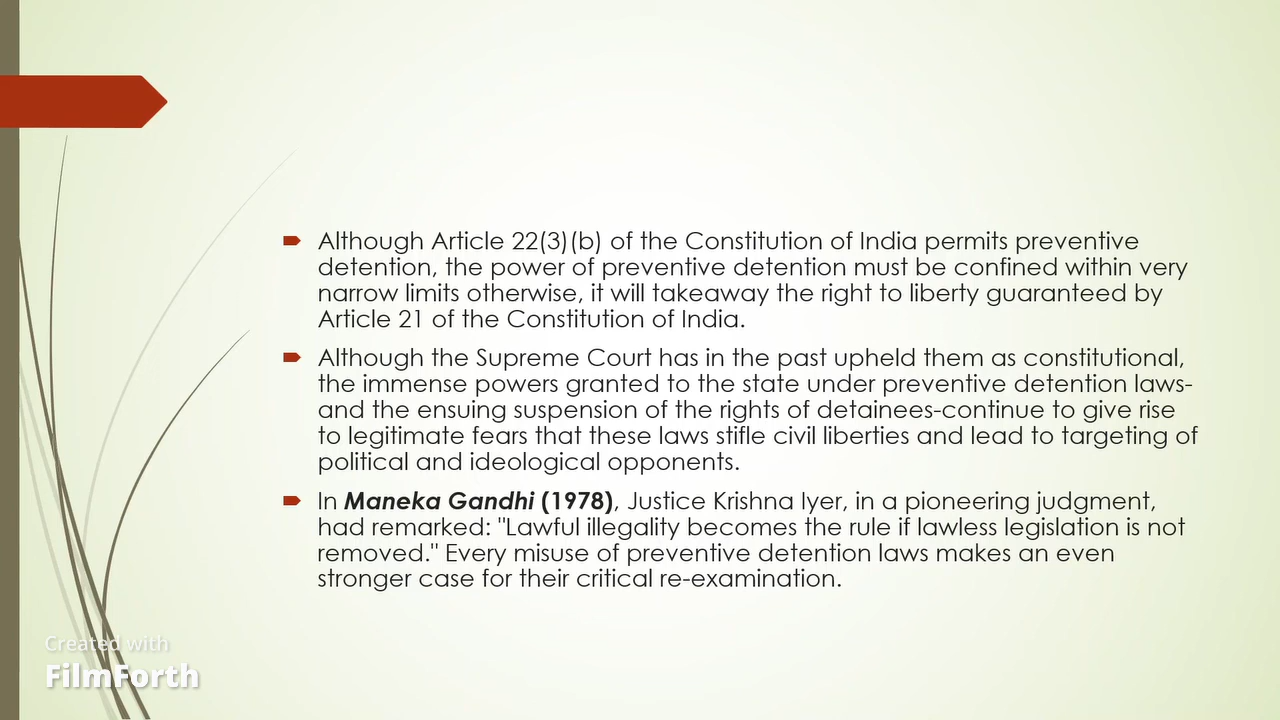 Although Article 22(3)(b) of the Constitution of India permits preventive
detention, the power of preventive detention must be confined within very
narrow limits otherwise, it will takeaway the right to liberty guaranteed by
Article 21 of the Constitution of India.
Although the Supreme Court has in the past upheld them as constitutional,
the immense powers granted to the state under preventive detention laws-
and the ensuing suspension of the rights of detainees-continue to give rise
to legitimate fears that these laws stifle civil liberties and lead to targeting of
political and ideological opponents.
In Maneka Gandhi (1978), Justice Krishna Iyer, in a pioneering judgment,
had remarked: "Lawful illegality becomes the rule if lawless legislation is not
removed." Every misuse of preventive detention laws makes an even
stronger case for their critical re-examination.
Created with
FilmForth